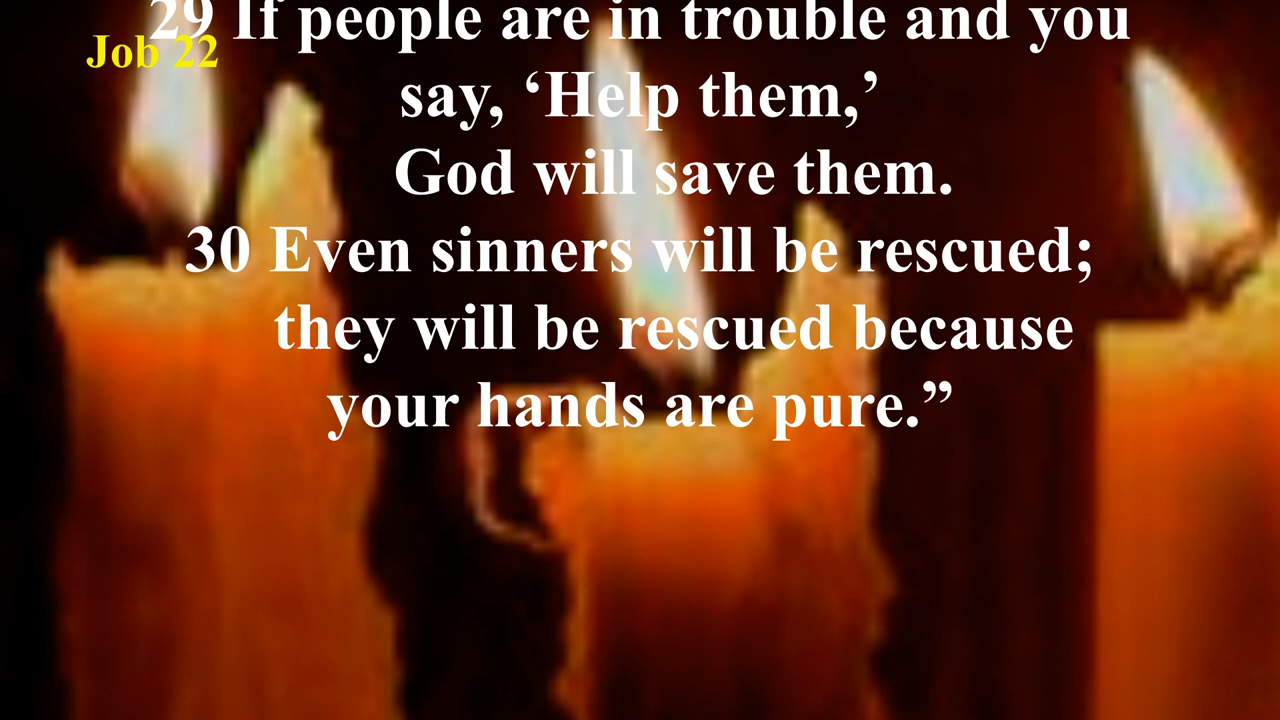 29 If people are in trouble and you
Job 22
say, ‘Help them,’
God will save them.
30 Even sinners will be rescued;
they will be rescued because
your hands are pure.”